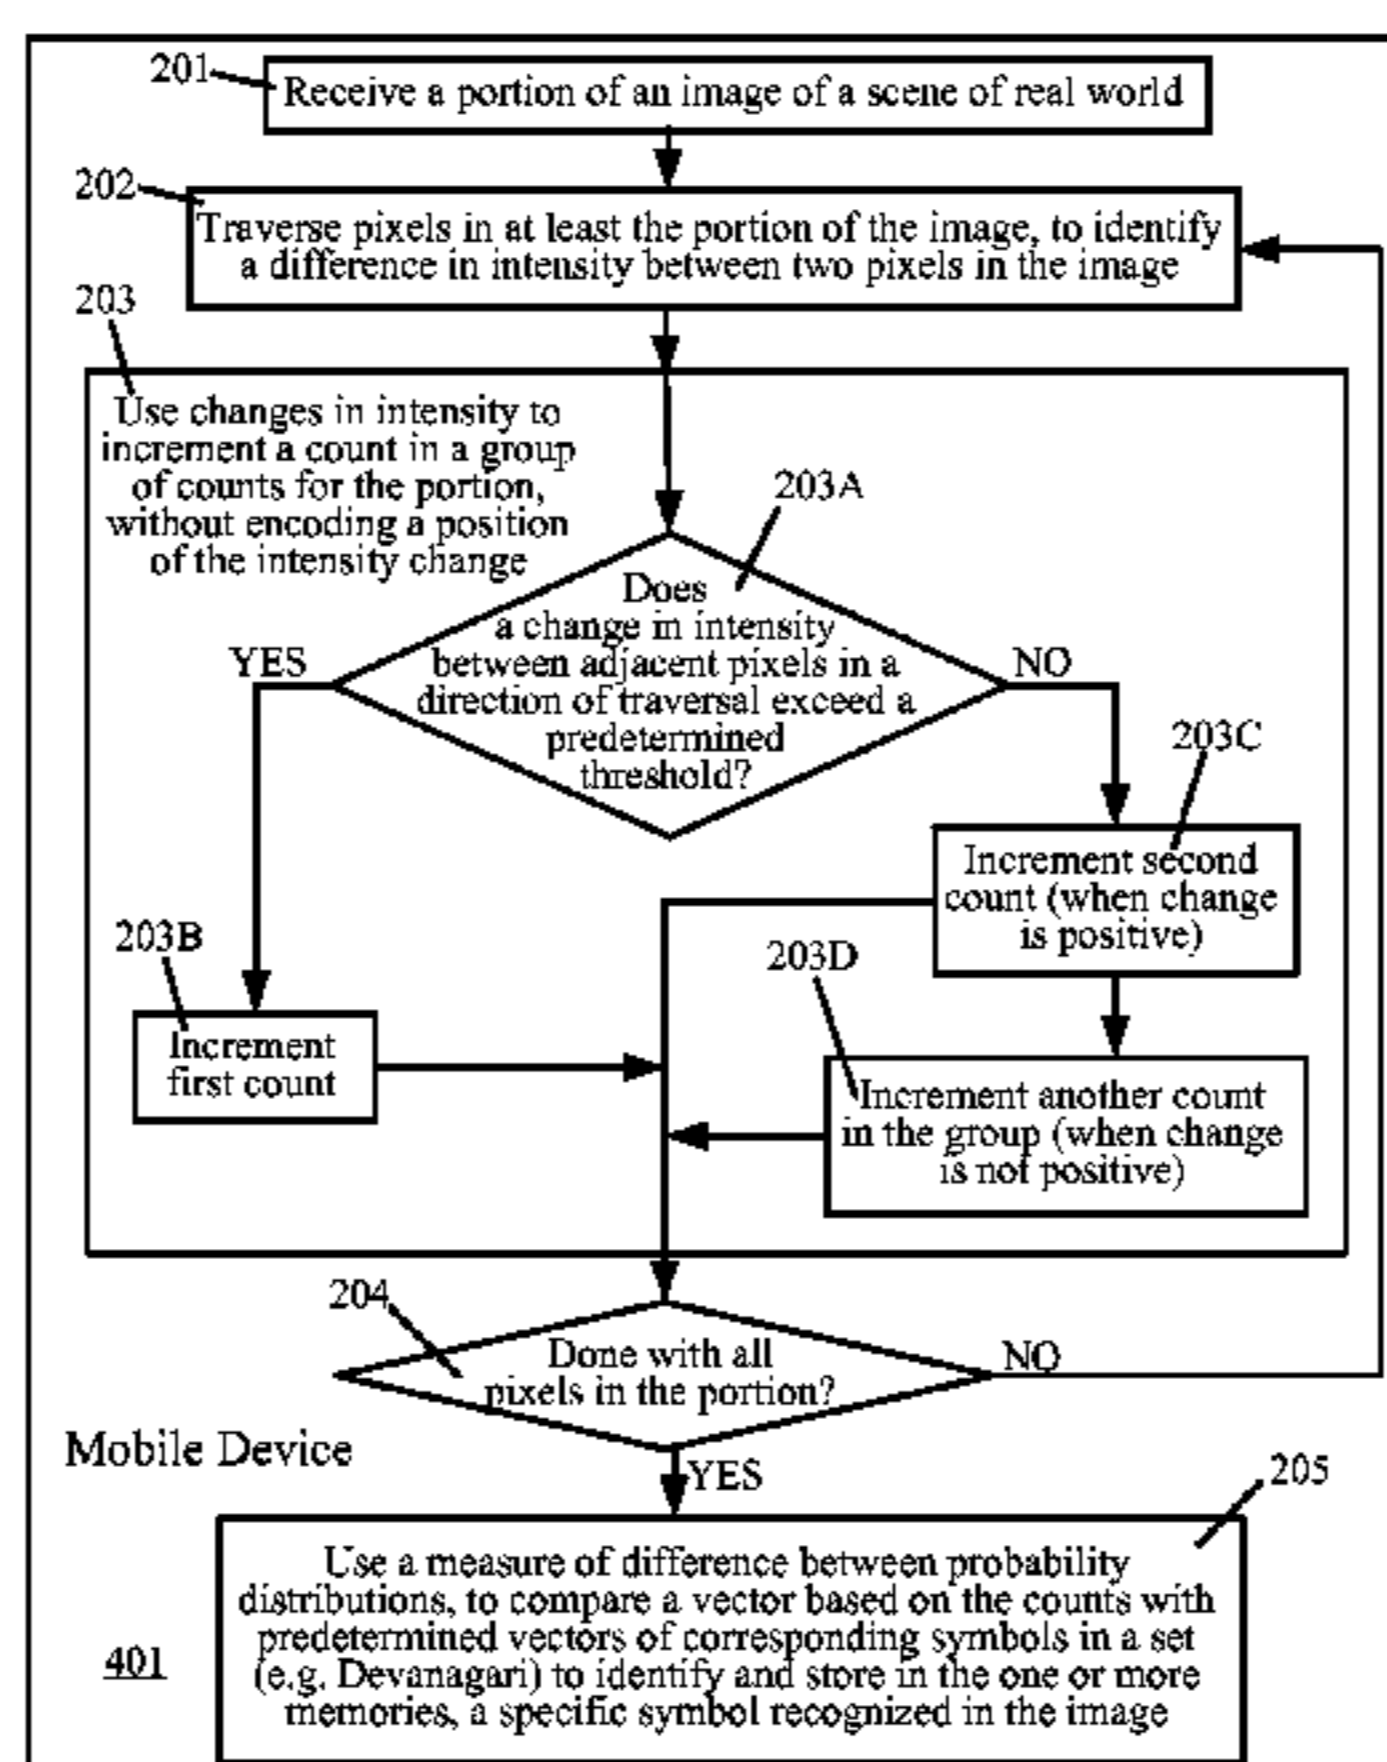 201
Receive a portion of an image of a scene of real world
202
Traverse pixels in at least the portion of the image, to identify
a difference in intensity between two pixels in the image
203
Use changes in intensity to
increment a count in a group
of counts for the portion,
without encoding a position
of the intensity change
203A
Does
a change in intensity
between adjacent pixels in a
direction of traversal exceed a
predetermined
threshold?
YES
NO
203C
Increment second
count (when change
is positive)
203B
Increment
first count
203D
Increment another count
in the group (when change
is not positive)
204
Done with all
pixels in the portion?
NO
Mobile Device
YES
205
Use a measure of difference between probability
distributions, to compare a vector based on the counts with
predetermined vectors of corresponding symbols in a set
(e.g. Devanagari) to identify and store in the one or more
memories, a specific symbol recognized in the image
401